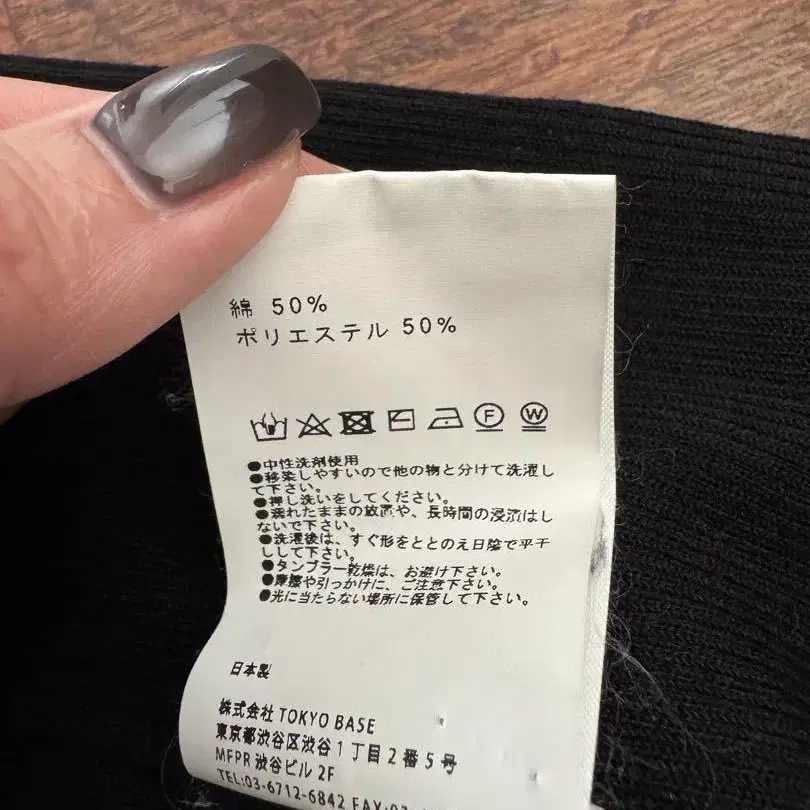 綿 50%
ポリエステル 50%
F
W
●中性洗剤使用
●移染しやすいので他の物と分けて洗濯し
て下さい。
●押し洗いをしてください。
●濡れたままの放置や、長時間の浸漬はし
ないで下さい。
●洗濯後は、すぐ形をととのえ日陰で平干
しして下さい。
●タンブラー乾燥は、お避け下さい。
●摩擦や引っかけに、ご注意下さい。
●光に当たらない場所に保管して下さい。
日本製
株式会社 TOKYO BASE
東京都渋谷区渋谷1丁目2番5号
MFPR 渋谷ビル 2F
TEL:03-6712-6842 FAX:03